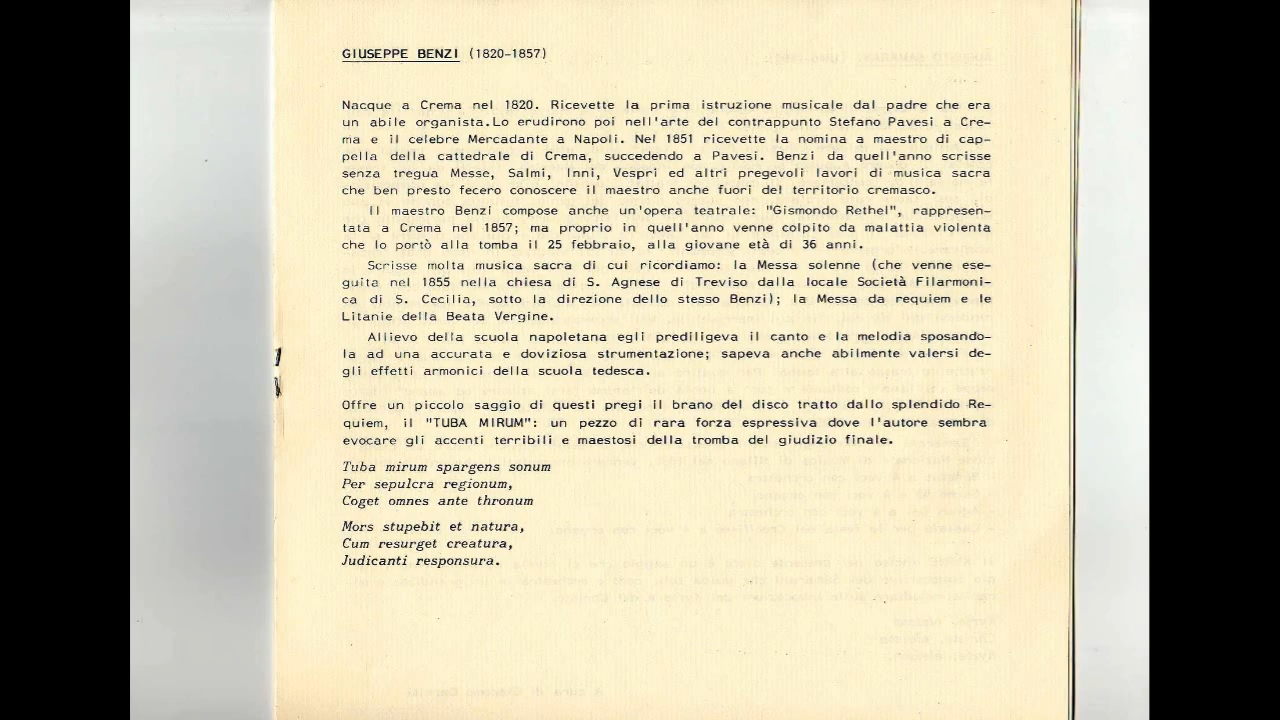 GIUSEPPE BENZI (1820-1857)
Nacque a Crema nel 1820. Ricevette la prima istruzione musicale dal padre che era
un abile organista.Lo erudirono poi nell'arte del contrappunto Stefano Pavesi a Cre-
ma e il celebre Mercadante a Napoli. Nel 1851 ricevette la nomina a maestro di cap-
pella della cattedrale di Crema, succedendo a Pavesi. Benzi da quell'anno scrisse
senza tregua Messe, Salmi, Inni, Vespri ed altri pregevoli lavori di musica sacra
che ben presto fecero conoscere il maestro anche fuori del territorio cremasco.
Il maestro Benzi compose anche un'opera teatrale: "Gismondo Rethel", rappresen-
tata a Crema nel 1857; ma proprio in quell'anno venne colpito da malattia violenta
che lo portò alla tomba il 25 febbraio, alla giovane età di 36 anni.
Scrisse molta musica sacra di cui ricordiamo: la Messa solenne (che venne ese-
guita nel 1855 nella chiesa di S. Agnese di Treviso dalla locale Società Filarmoni-
ca di S. Cecilia, sotto la direzione dello stesso Benzi); la Messa da requiem e le
Litanie della Beata Vergine.
Allievo della scuola napoletana egli prediligeva il canto e la melodia sposando-
la ad una accurata e doviziosa strumentazione; sapeva anche abilmente valersi de-
gli effetti armonici della scuola tedesca.
Offre un piccolo saggio di questi pregi il brano del disco tratto dallo splendido Re-
quiem, il "TUBA MIRUM": un pezzo di rara forza espressiva dove l'autore sembra
evocare gli accenti terribili e maestosi della tromba del giudizio finale.
Tuba mirum spargens sonum
Per sepulcra regionum,
Coget omnes ante thronum
Mors stupebit et natura,
Cum resurget creatura,
Judicanti responsura.